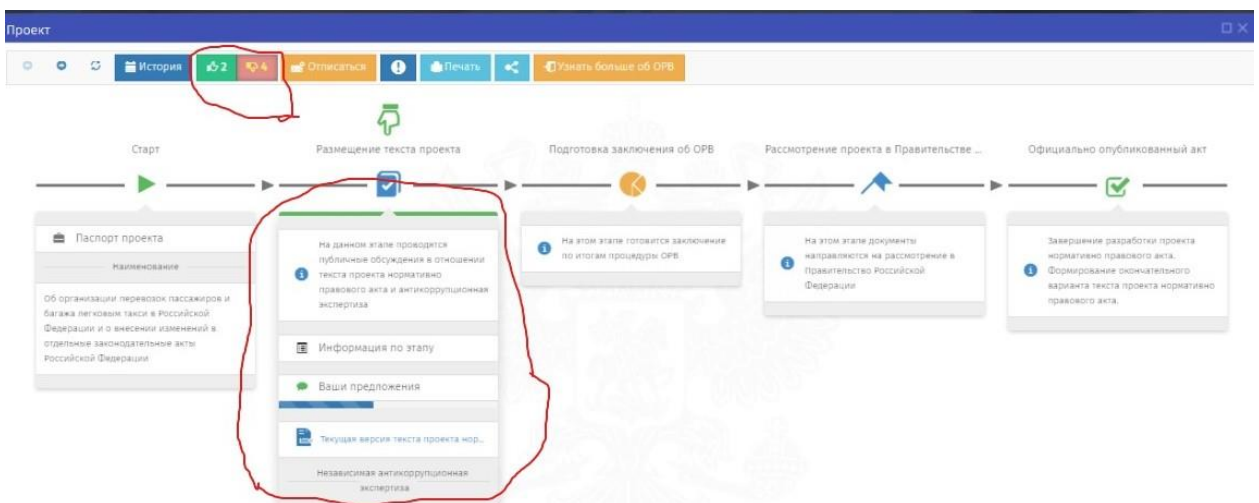 Проект
История
2
4
Отписаться
Печать
Узнать больше об ОРВ
Старт
Размещение текста проекта
Подготовка заключения об ОРВ
Рассмотрение проекта в Правительстве ...
Официально опубликованный акт
Паспорт проекта
Наименование
Об организации перевозок пассажиров и
багажа легковым такси в Российской
Федерации и о внесении изменений в
отдельные законодательные акты
Российской Федерации
На данном этапе проводятся
публичные обсуждения в отношении
текста проекта нормативно
правового акта и антикоррупционная
экспертиза
Информация по этапу
Ваши предложения
Текущая версия текста проекта нор...
Независимая антикоррупционная
экспертиза
На этом этапе готовится заключение
по итогам процедуры ОРВ
На этом этапе документы
направляются на рассмотрение в
Правительство Российской
Федерации
Завершение разработки проекта
нормативно правового акта.
Формирование окончательного
варианта текста проекта нормативно
правового акта.